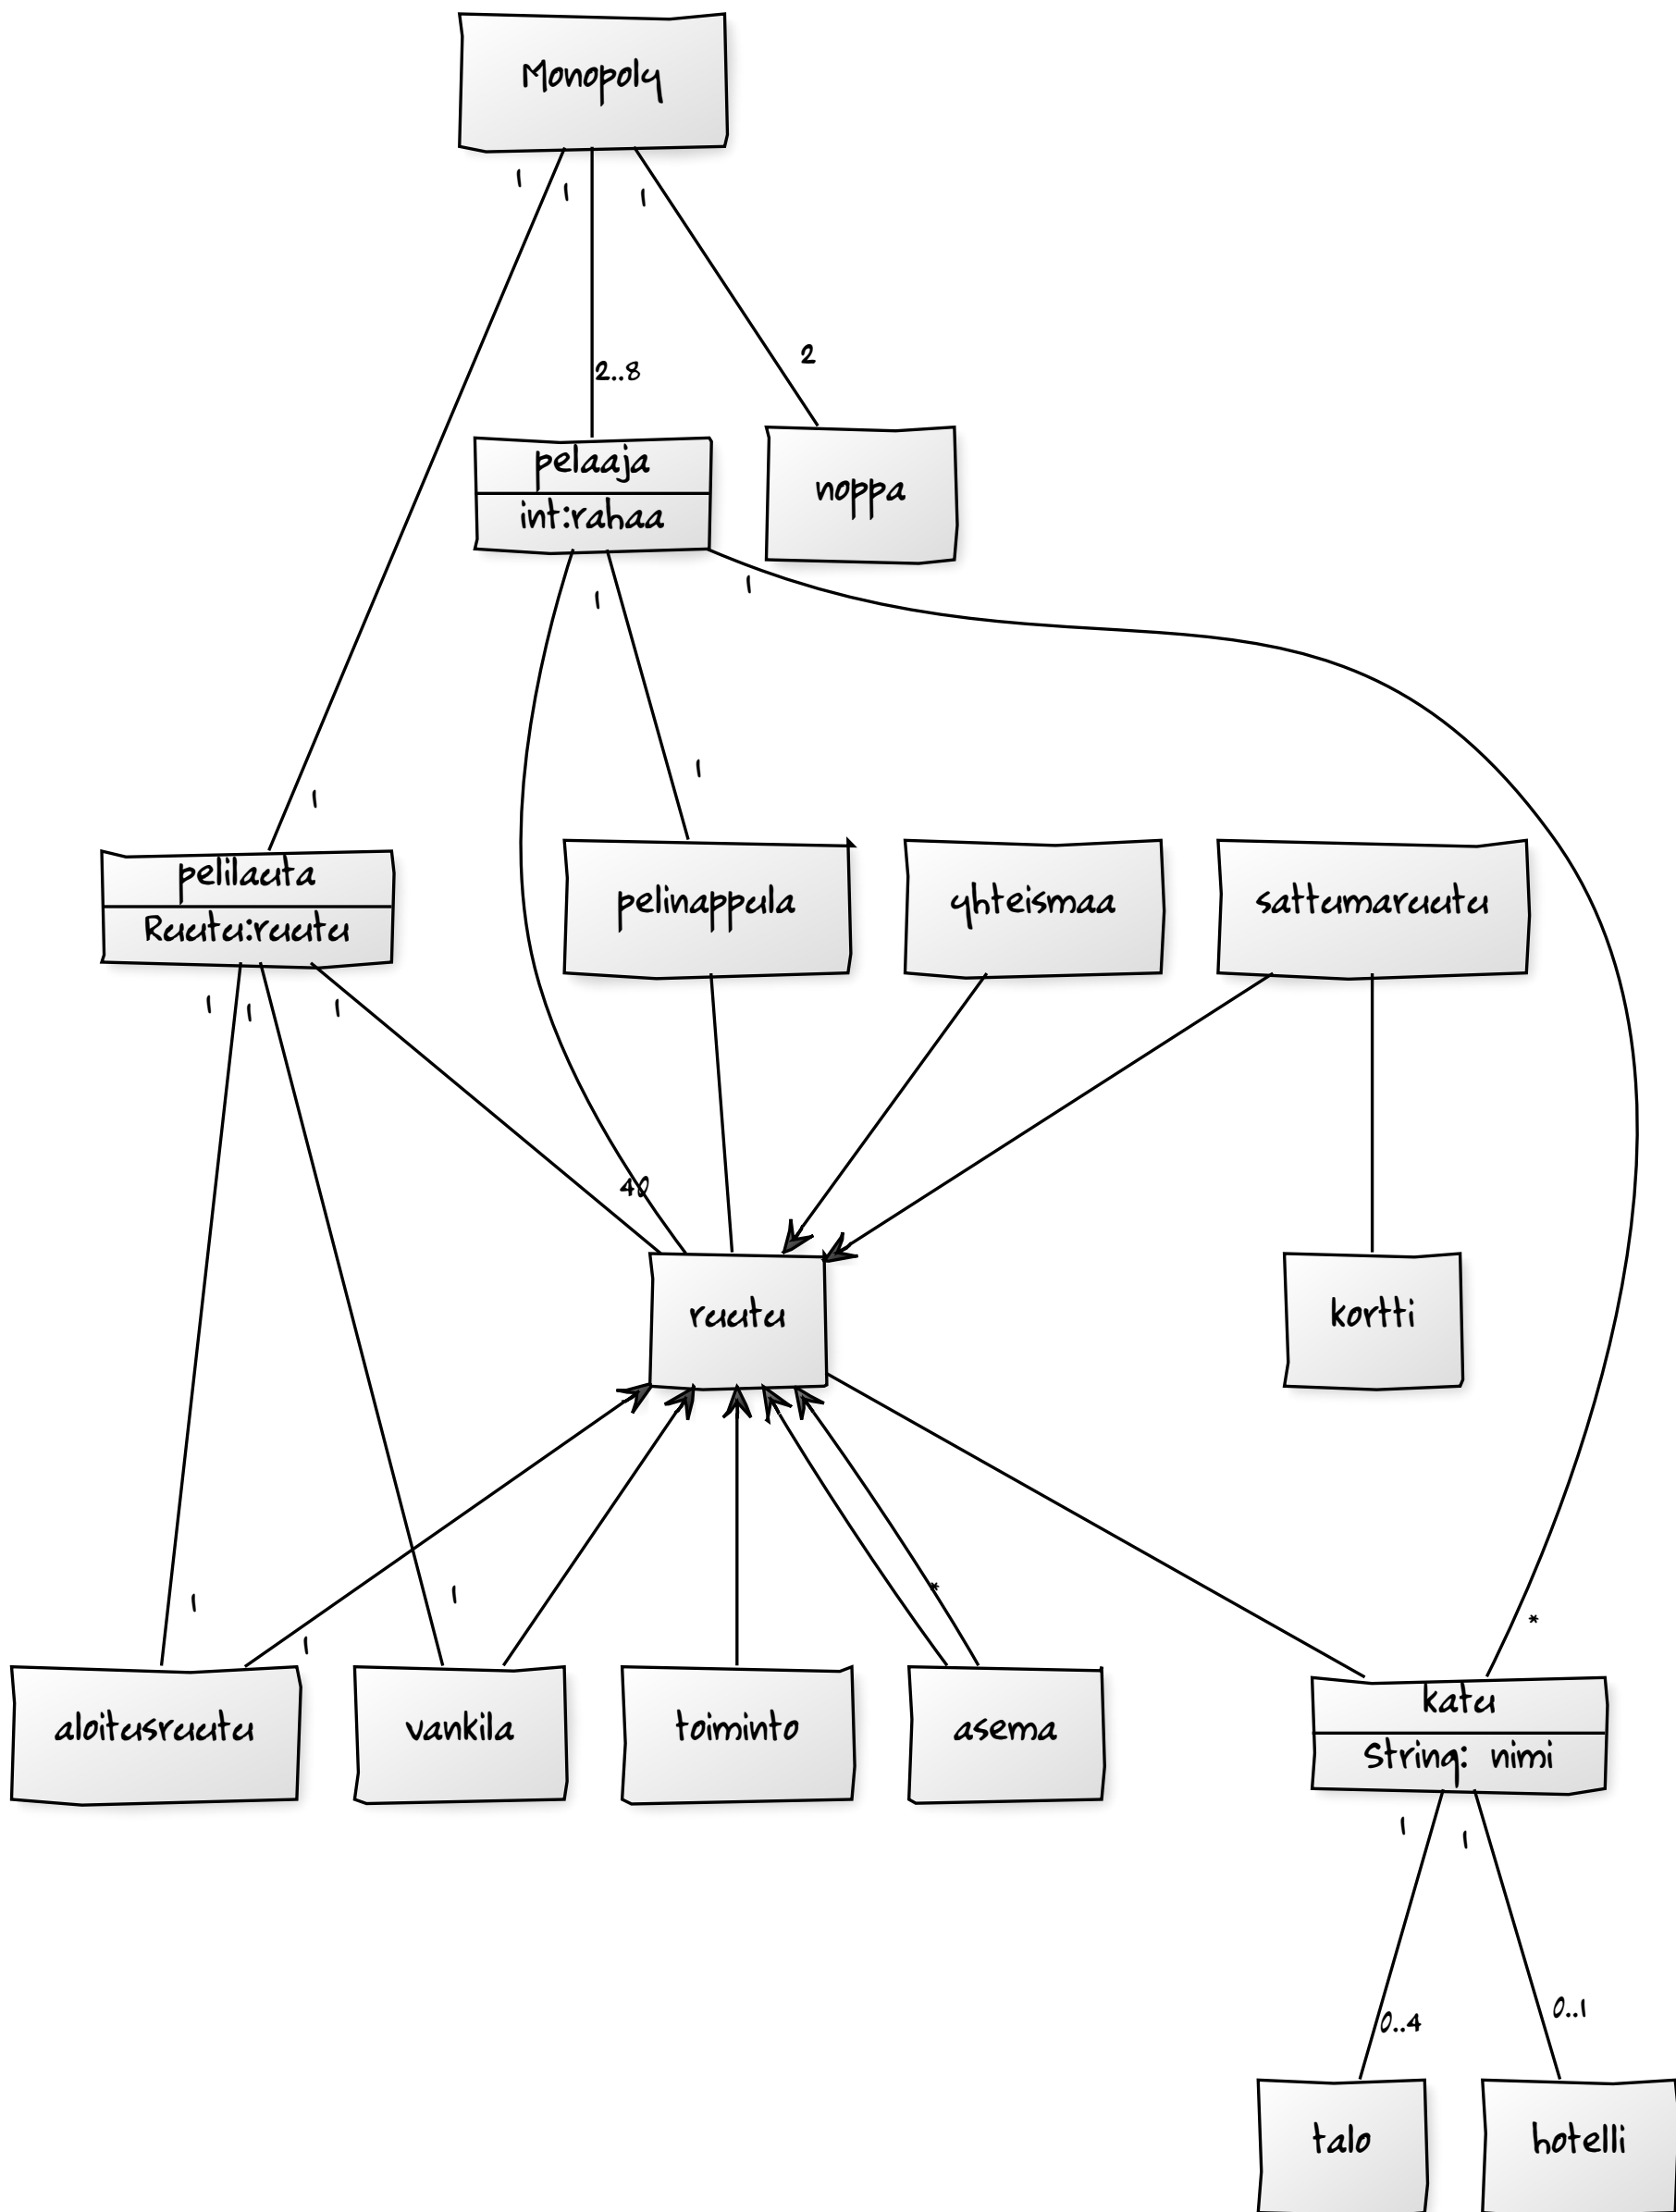 Monopoly
1 1 1
2
2..8
pelaaja
int:rahaa
noppa
1 1
1
1
pelilauta
Ruutu:ruutu
pelinappula
yhteismaa
sattumaruutu
1 1 1
40
ruutu
kortti
*
1 1
*
1
aloitusruutu
vankila
toiminto
asema
katu
String: nimi
1 1
0..4
0..1
talo
hotelli